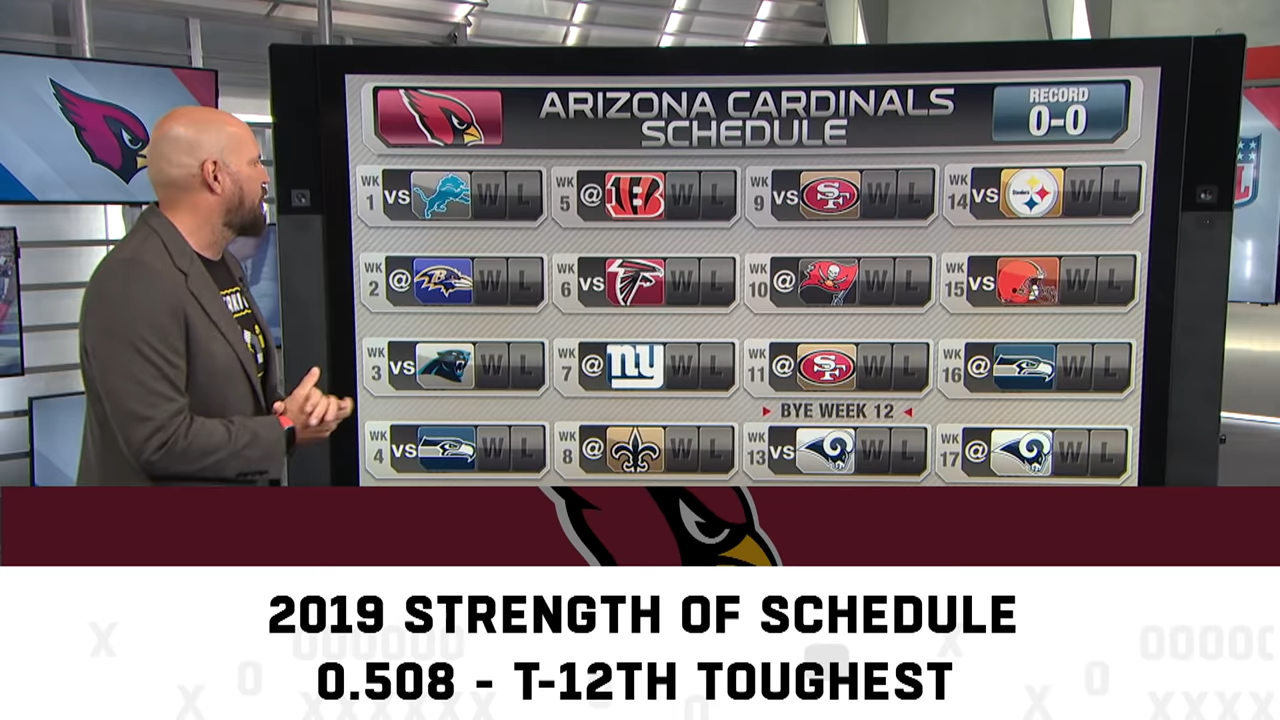 ARIZONA CARDINALS
SCHEDULE
RECORD
0-0
WK 1 VS W L
WK 5 @ B W L
WK 9 VS SF W L
WK 14 VS Steelers W L
WK 2 @ W L
WK 6 VS W L
WK 10 @ W L
WK 15 VS W L
WK 3 VS W L
WK 7 @ ny W L
WK 11 @ SF W L
WK 16 @ W L
BYE WEEK 12
WK 4 VS W L
WK 8 @ W L
WK 13 VS W L
WK 17 @ W L
2019 STRENGTH OF SCHEDULE
0.508 - T-12TH TOUGHEST